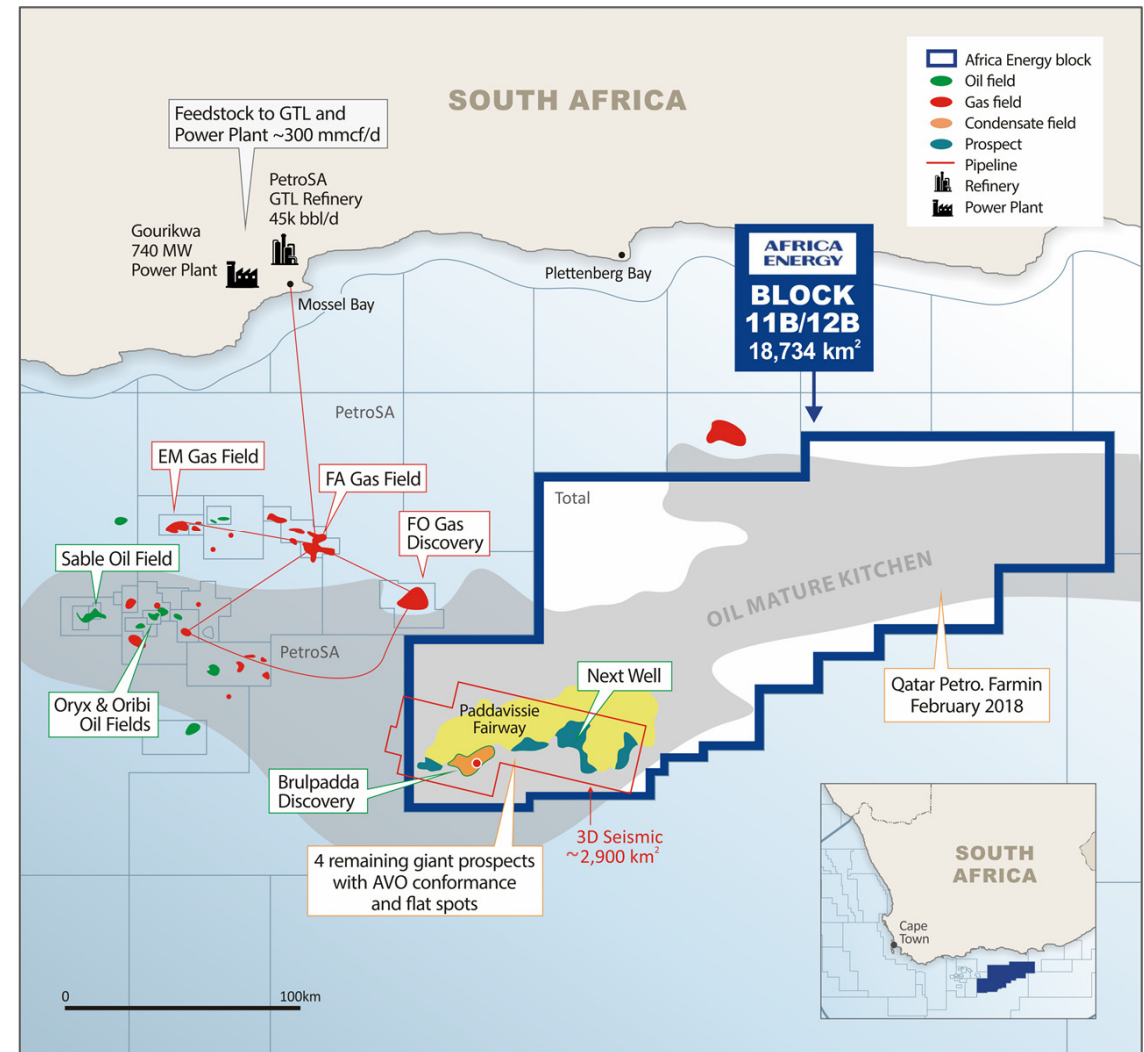 SOUTH AFRICA
Africa Energy block
Oil field
Gas field
Condensate field
Prospect
Pipeline
Refinery
Power Plant
Feedstock to GTL and
Power Plant ~300 mmcf/d
PetroSA
GTL Refinery
45k bbl/d
Gourikwa
740 MW
Power Plant
Mossel Bay
Plettenberg Bay
AFRICA
ENERGY
BLOCK
11B/12B
18,734 km²
PetroSA
EM Gas Field
FA Gas Field
FO Gas
Discovery
Total
Sable Oil Field
OIL MATURE KITCHEN
PetroSA
Oryx & Oribi
Oil Fields
Next Well
Paddavissie
Fairway
Qatar Petro. Farmin
February 2018
Brulpadda
Discovery
3D Seismic
~2,900 km²
4 remaining giant prospects
with AVO conformance
and flat spots
SOUTH
AFRICA
Cape
Town
0
100km